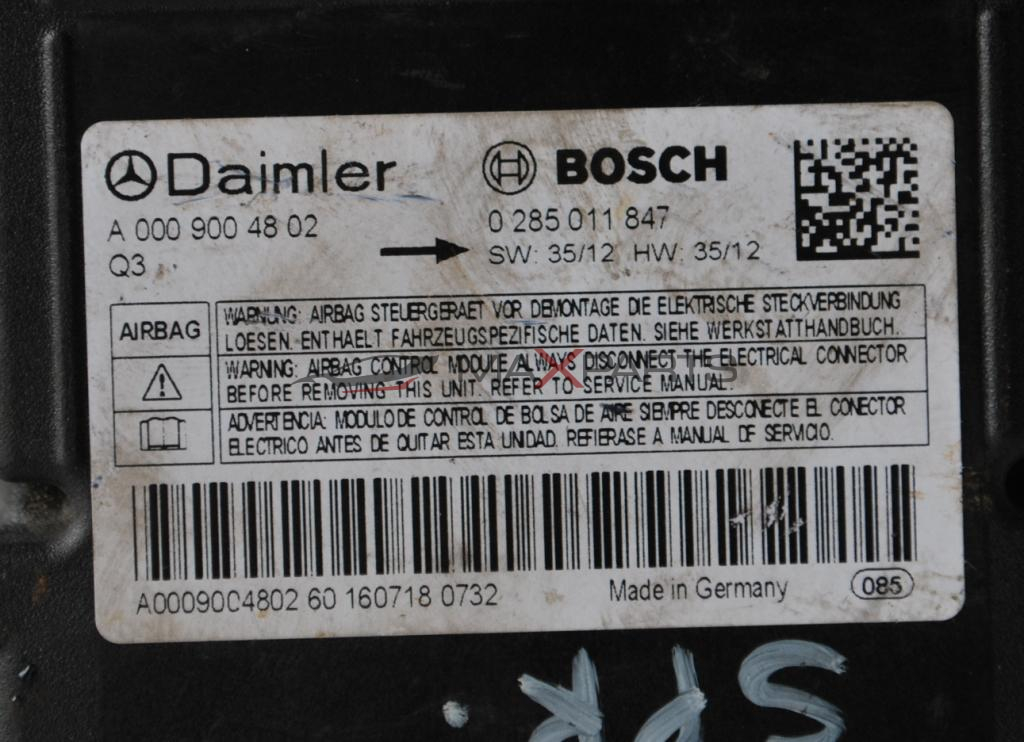 Daimler
BOSCH
A 000 900 48 02
0 285 011 847
SW: 35/12 HW: 35/12
Q3
AIRBAG
WARNUNG: AIRBAG STEUERGERAET VOR DEMONTAGE DIE ELEKTRISCHE STECKVERBINDUNG
LOESEN. ENTHAELT FAHRZEUGSPEZIFISCHE DATEN. SIEHE WERKSTATTHANDBUCH.
WARNING: AIRBAG CONTROL MODULE ALWAYS DISCONNECT THE ELECTRICAL CONNECTOR
BEFORE REMOVING THIS UNIT. REFER TO SERVICE MANUAL.
ADVERTENCIA: MODULO DE CONTROL DE BOLSA DE AIRE SIEMPRE DESCONECTE EL CONECTOR
ELECTRICO ANTES DE QUITAR ESTA UNIDAD. REFIERASE A MANUAL DE SERVICIO.
A0009004802 60 160718 0732
Made in Germany
085